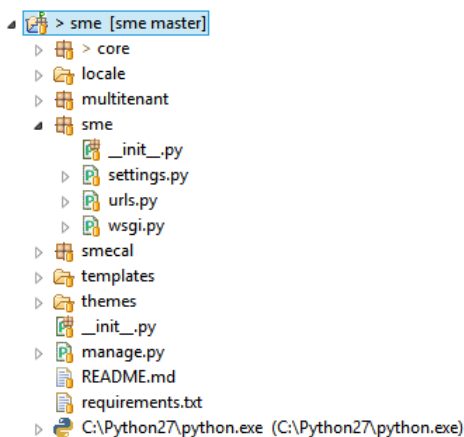 > sme [sme master]
> core
locale
multitenant
sme
__init__.py
settings.py
urls.py
wsgi.py
smecal
templates
themes
__init__.py
manage.py
README.md
requirements.txt
C:\Python27\python.exe (C:\Python27\python.exe)